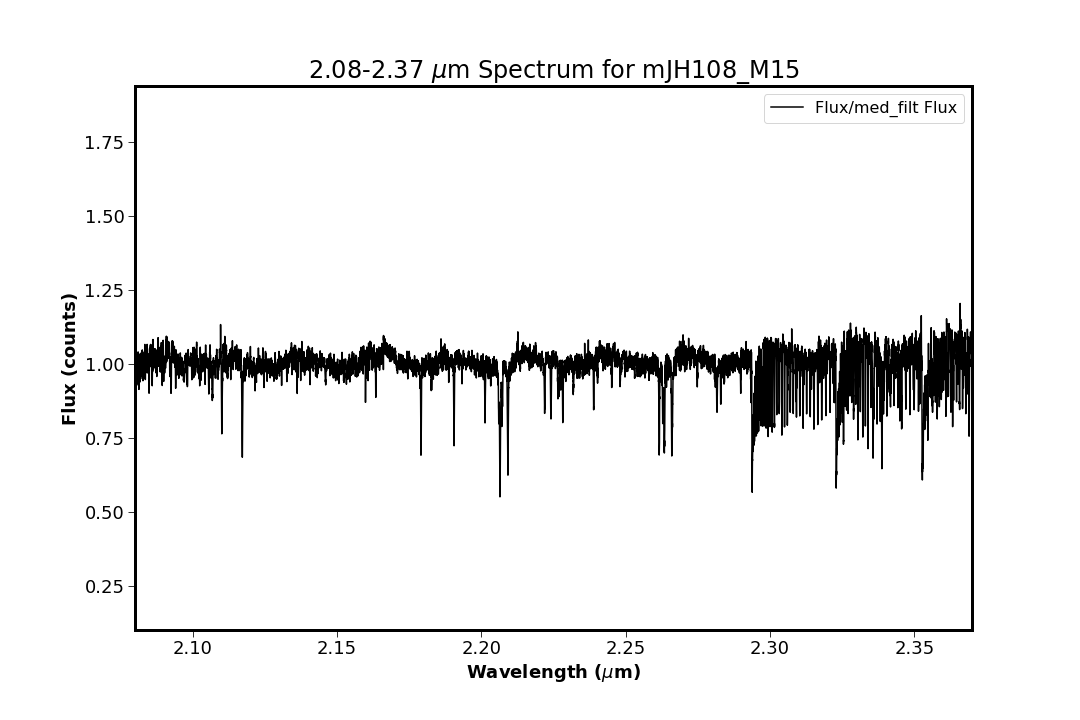 2.08-2.37 μm Spectrum for mJH108_M15
Flux/med_filt Flux
1.75
1.50
1.25
1.00
0.75
0.50
0.25
Flux (counts)
2.10 2.15 2.20 2.25 2.30 2.35
Wavelength (μm)